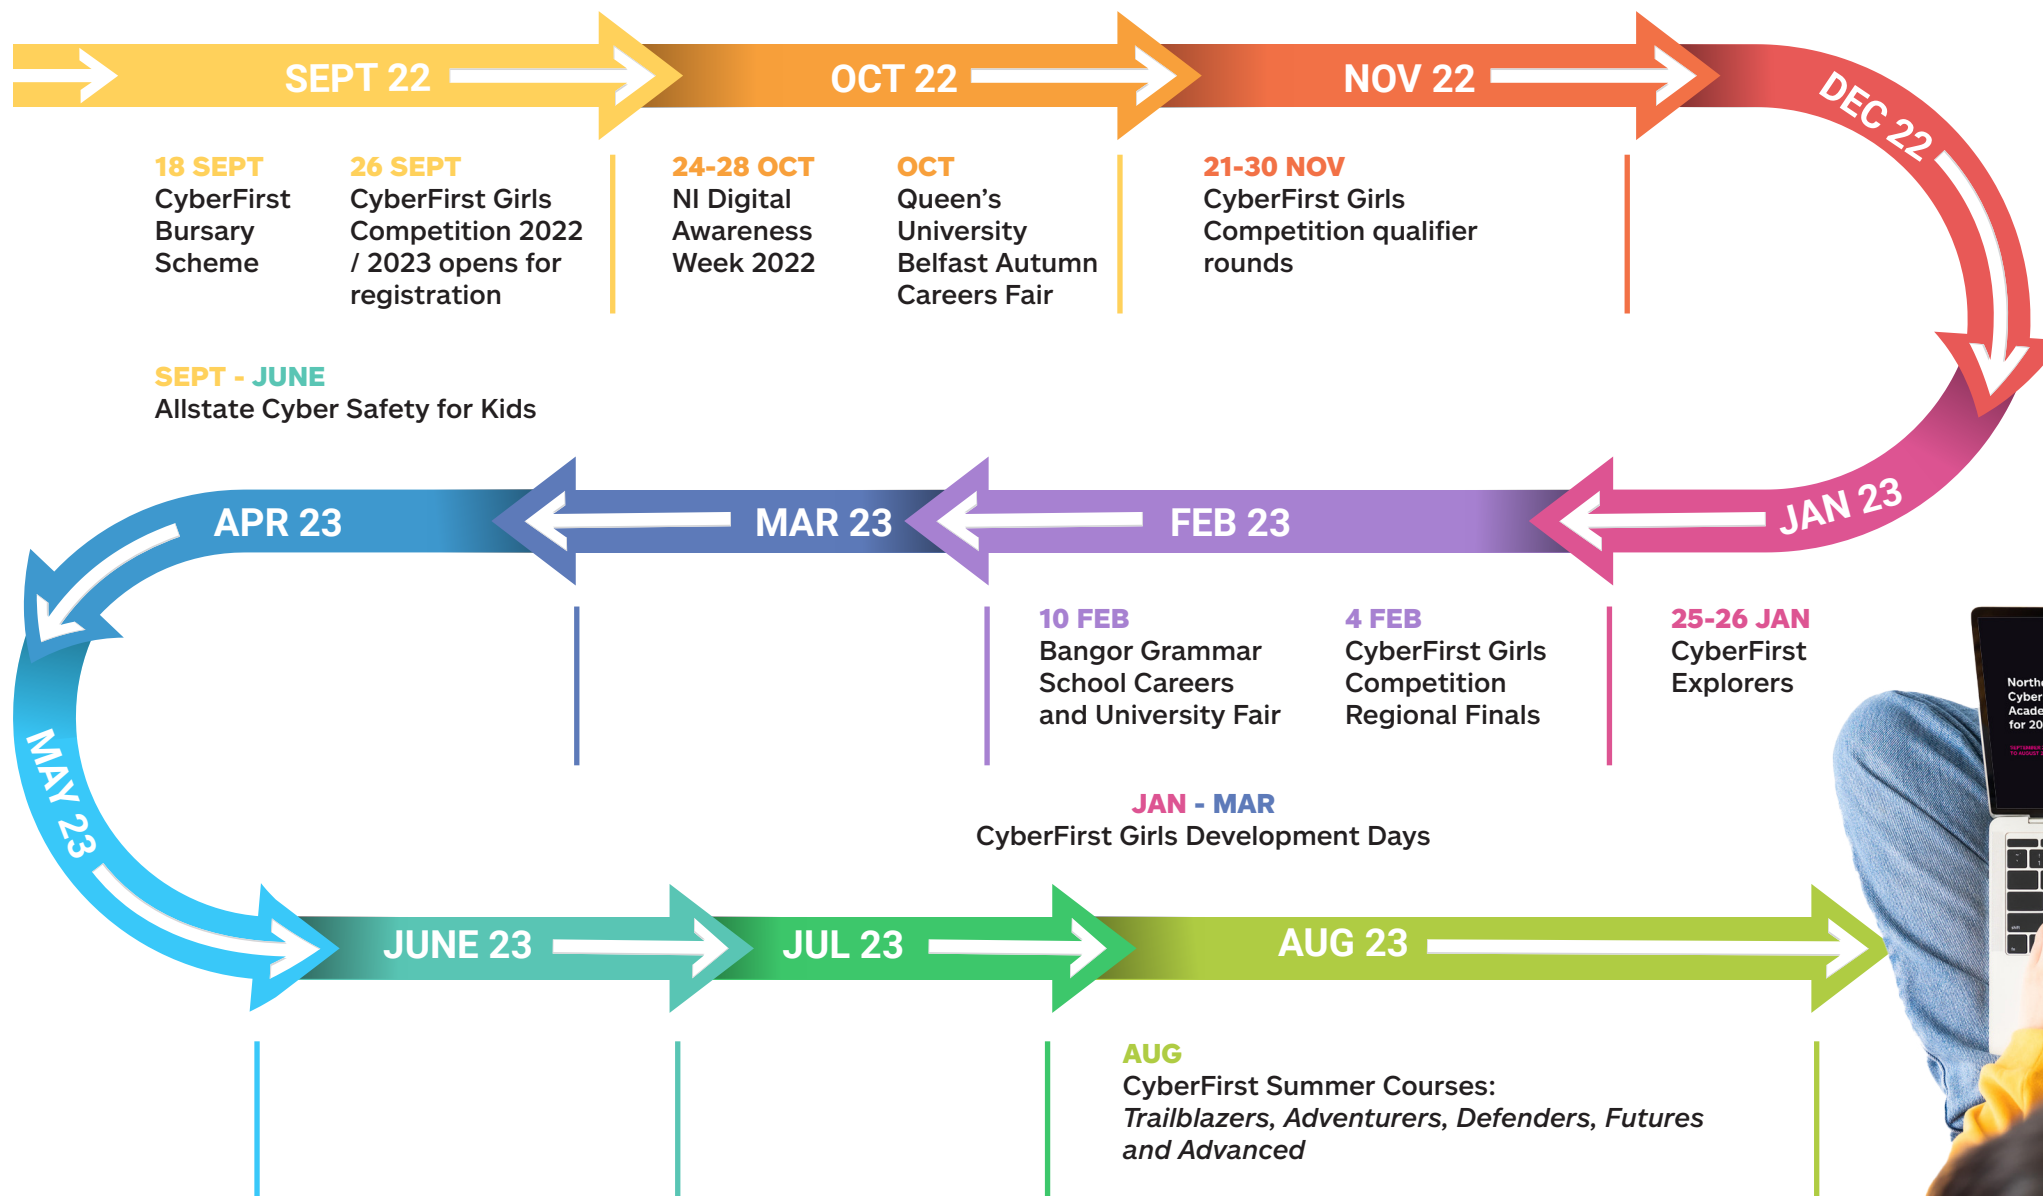 SEPT 22
OCT 22
NOV 22
DEC 22
18 SEPT
CyberFirst
Bursary
Scheme
26 SEPT
CyberFirst Girls
Competition 2022
/ 2023 opens for
registration
24-28 OCT
NI Digital
Awareness
Week 2022
OCT
Queen’s
University
Belfast Autumn
Careers Fair
21-30 NOV
CyberFirst Girls
Competition qualifier
rounds
SEPT - JUNE
Allstate Cyber Safety for Kids
JAN 23
FEB 23
MAR 23
APR 23
25-26 JAN
CyberFirst
Explorers
4 FEB
CyberFirst Girls
Competition
Regional Finals
10 FEB
Bangor Grammar
School Careers
and University Fair
JAN - MAR
CyberFirst Girls Development Days
MAY 23
JUNE 23
JUL 23
AUG 23
AUG
CyberFirst Summer Courses:
Trailblazers, Adventurers, Defenders, Futures
and Advanced
Cyber
for 20